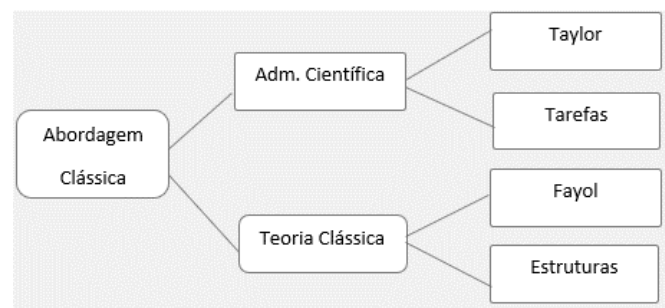 Abordagem
Clássica
Adm. Científica
Teoria Clássica
Taylor
Tarefas
Fayol
Estruturas